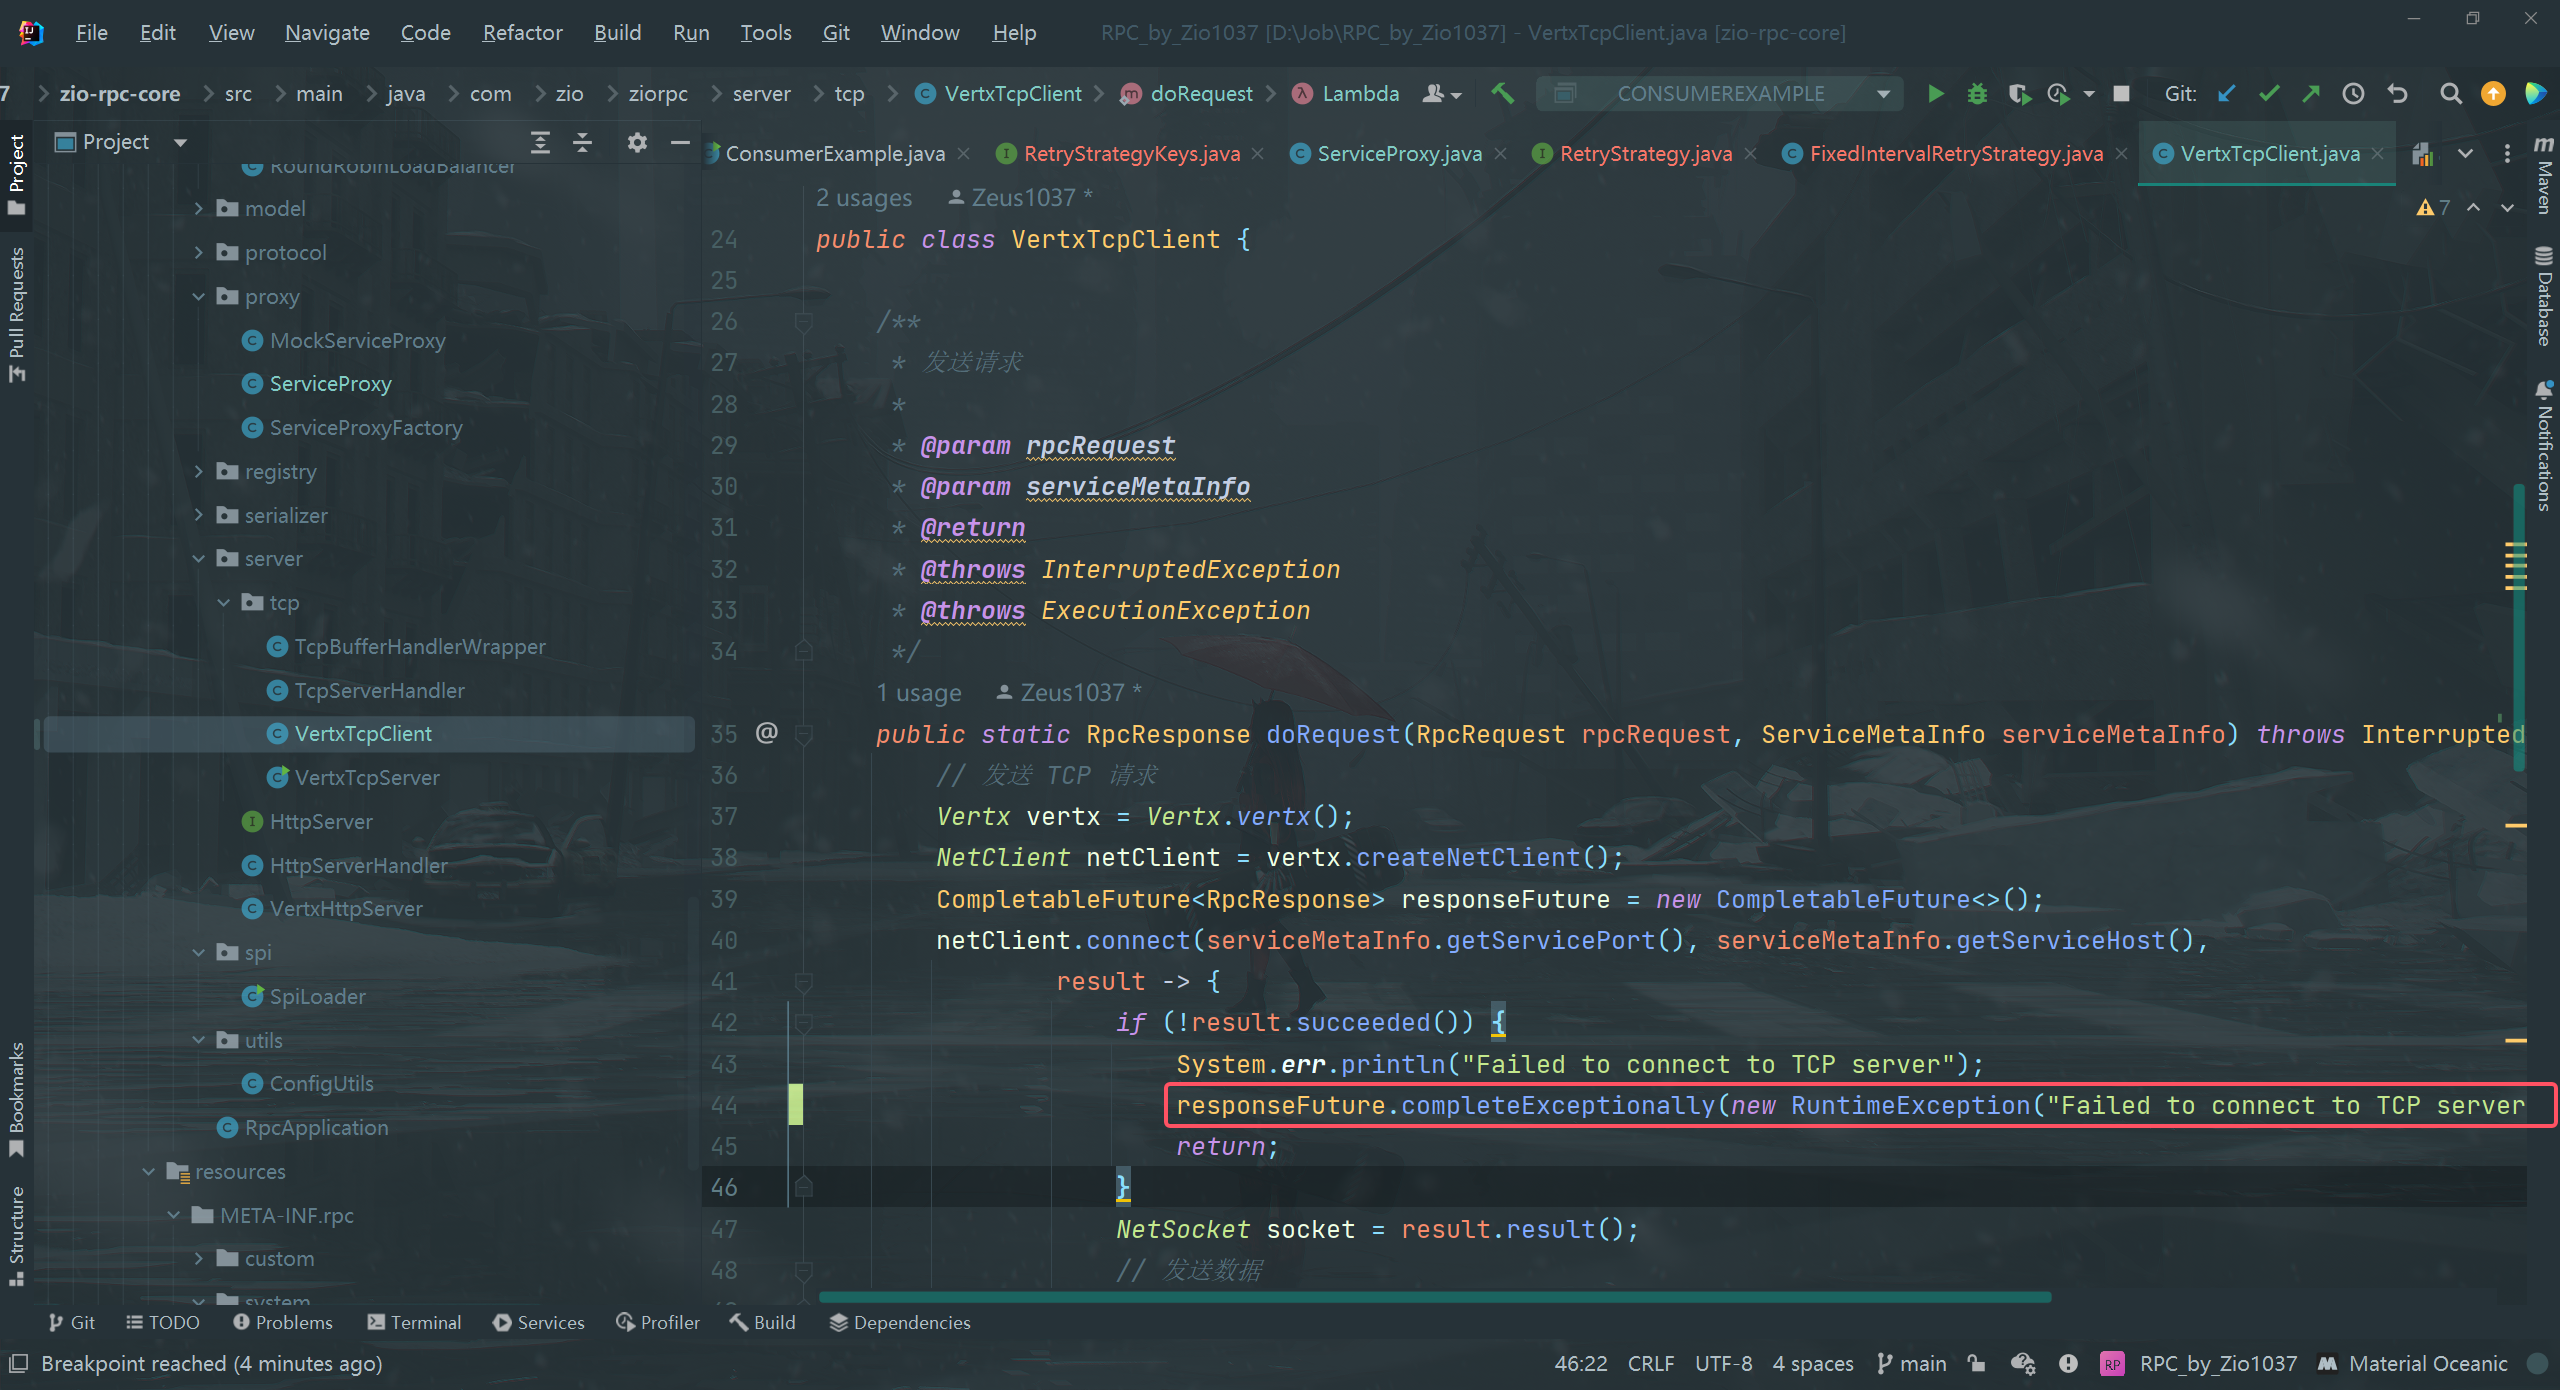 File Edit View Navigate Code Refactor Build Run Tools Git Window Help RPC_by_Zio1037 [D:\Job\RPC_by_Zio1037] - VertxTcpClient.java [zio-rpc-core]
7 zio-rpc-core src main java com zio ziorpc server tcp VertxTcpClient doRequest Lambda CONSUMEREXAMPLE Git:
Project
ConsumerExample.java RetryStrategyKeys.java ServiceProxy.java RetryStrategy.java FixedIntervalRetryStrategy.java VertxTcpClient.java
Project
Pull Requests
Bookmarks
Structure
RoundRobinLoadBalancer
model
protocol
proxy
MockServiceProxy
ServiceProxy
ServiceProxyFactory
registry
serializer
server
tcp
TcpBufferHandlerWrapper
TcpServerHandler
VertxTcpClient
VertxTcpServer
HttpServer
HttpServerHandler
VertxHttpServer
spi
SpiLoader
utils
ConfigUtils
RpcApplication
resources
META-INF.rpc
custom
system
2 usages Zeus1037 *
7
24 public class VertxTcpClient {
25
26 /**
27 * 发送请求
28 *
29 * @param rpcRequest
30 * @param serviceMetaInfo
31 * @return
32 * @throws InterruptedException
33 * @throws ExecutionException
34 */
1 usage Zeus1037 *
35 @ public static RpcResponse doRequest(RpcRequest rpcRequest, ServiceMetaInfo serviceMetaInfo) throws Interrupted
36 // 发送 TCP 请求
37 Vertx vertx = Vertx.vertx();
38 NetClient netClient = vertx.createNetClient();
39 CompletableFuture<RpcResponse> responseFuture = new CompletableFuture<>();
40 netClient.connect(serviceMetaInfo.getServicePort(), serviceMetaInfo.getServiceHost(),
41 result -> {
42 if (!result.succeeded()) {
43 System.err.println("Failed to connect to TCP server");
44 responseFuture.completeExceptionally(new RuntimeException("Failed to connect to TCP server
45 return;
46 }
47 NetSocket socket = result.result();
48 // 发送数据
Maven
Database
Notifications
Git TODO Problems Terminal Services Profiler Build Dependencies
Breakpoint reached (4 minutes ago) 46:22 CRLF UTF-8 4 spaces main RP RPC_by_Zio1037 Material Oceanic